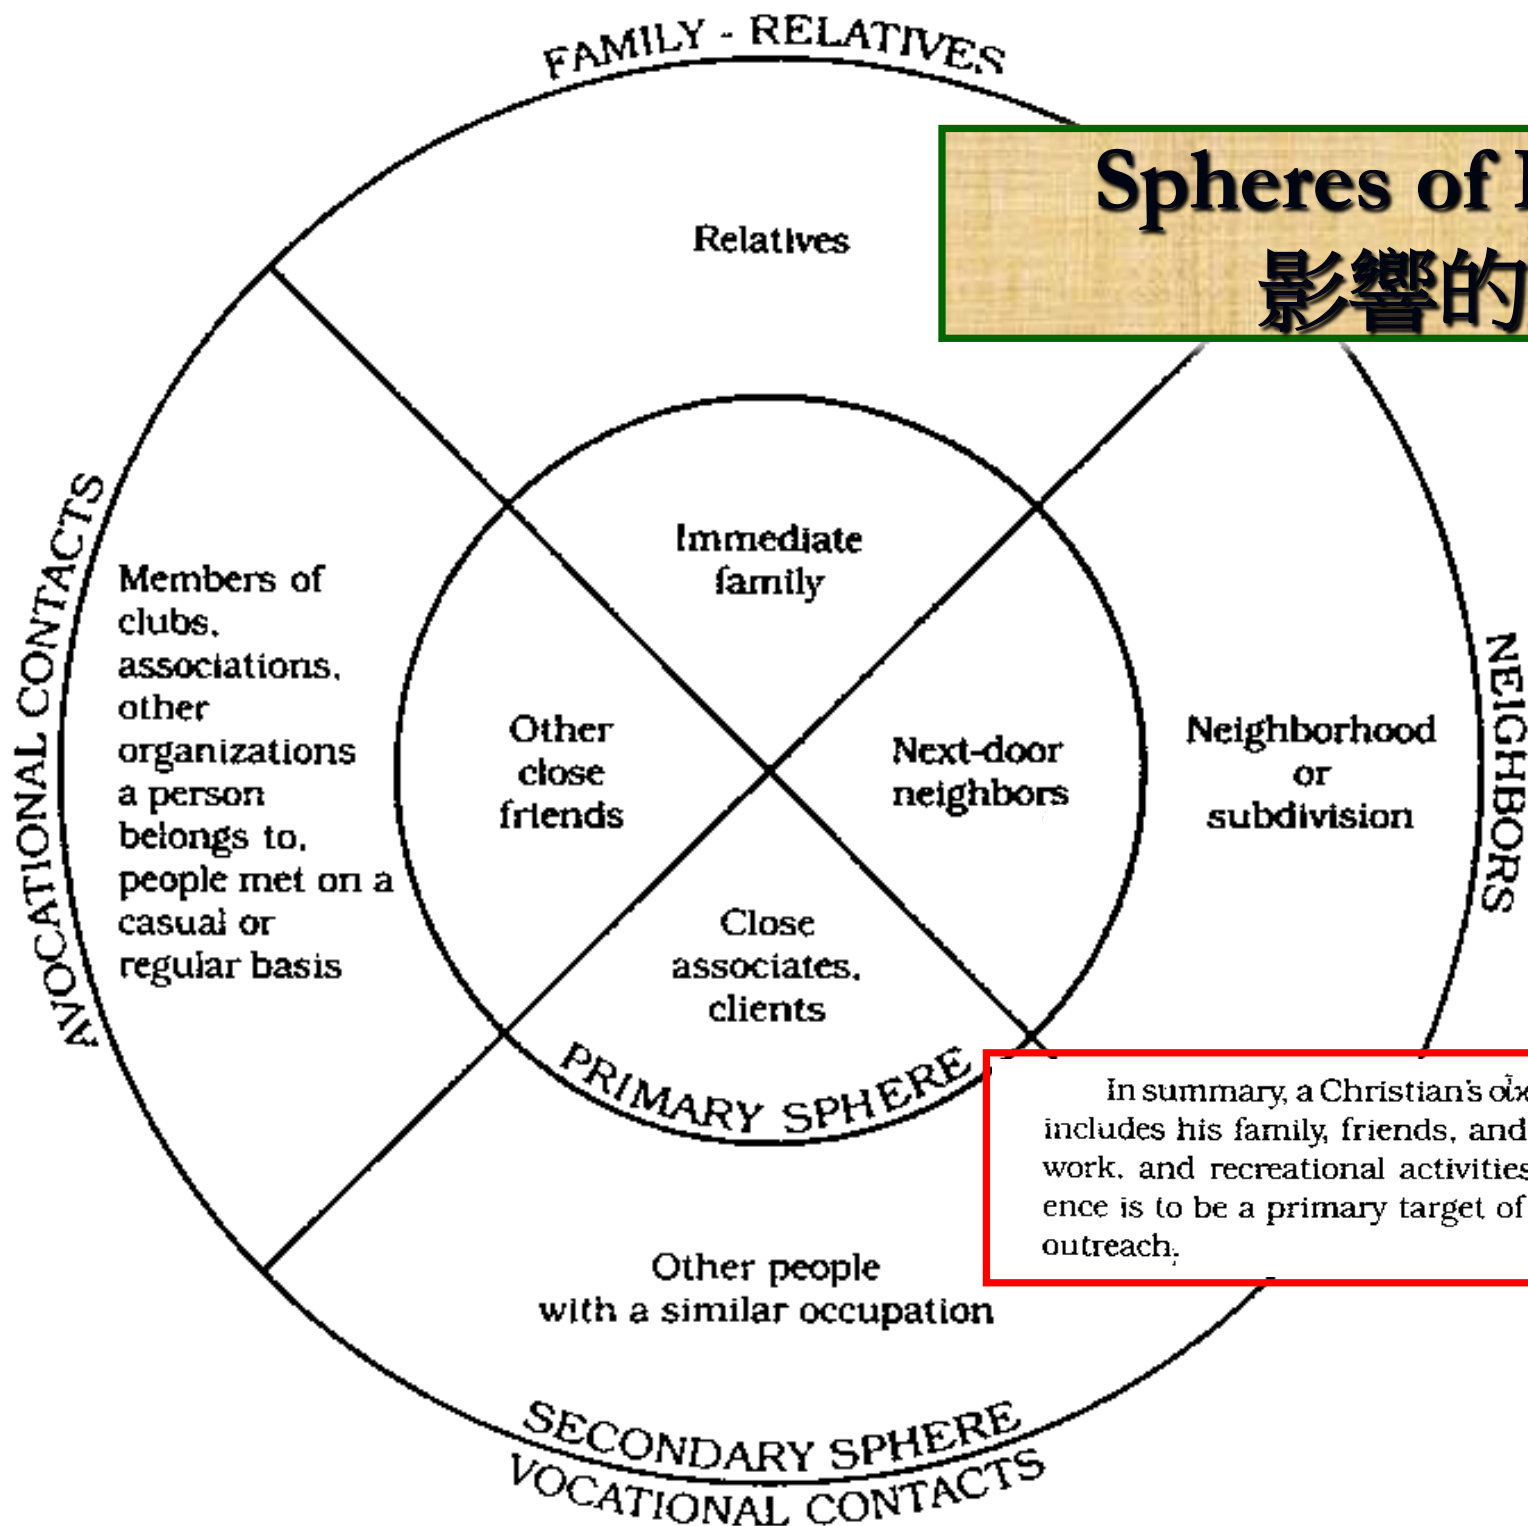 FAMILY - RELATIVES
Spheres of
影響的
Relatives
Immediate
family
AVOCATIONAL CONTACTS
Members of
clubs,
associations,
other
organizations
a person
belongs to,
people met on a
casual or
regular basis
Other
close
friends
Next-door
neighbors
Neighborhood
or
subdivision
NEIGHBORS
Close
associates,
clients
PRIMARY SPHERE
In summary, a Christian's
includes his family, friends, and
work, and recreational activities
ence is to be a primary target of
outreach.
Other people
with a similar occupation
SECONDARY SPHERE
VOCATIONAL CONTACTS